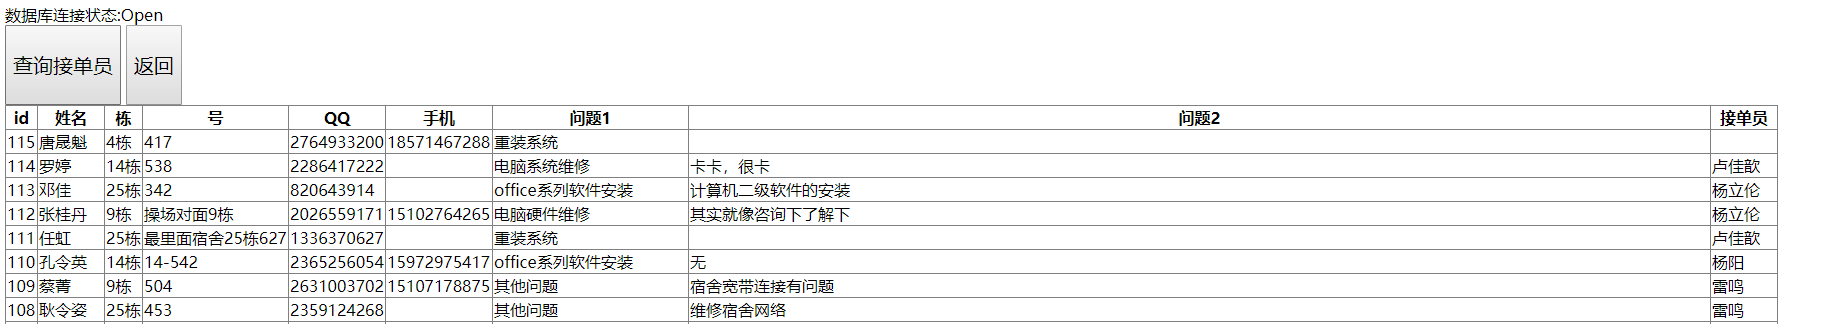 数据库连接状态:Open
查询接单员 返回
id 姓名 栋 号 QQ 手机 问题1 问题2 接单员
115 唐晟魁 4栋 417 2764933200 18571467288 重装系统
114 罗婷 14栋 538 2286417222 电脑系统维修 卡卡，很卡 卢佳歆
113 邓佳 25栋 342 820643914 office系列软件安装 计算机二级软件的安装 杨立伦
112 张桂丹 9栋 操场对面9栋 2026559171 15102764265 电脑硬件维修 其实就像咨询下了解下 杨立伦
111 任虹 25栋 最里面宿舍25栋627 1336370627 重装系统 卢佳歆
110 孔令英 14栋 14-542 2365256054 15972975417 office系列软件安装 无 杨阳
109 蔡菁 9栋 504 2631003702 15107178875 其他问题 宿舍宽带连接有问题 雷鸣
108 耿令姿 25栋 453 2359124268 其他问题 维修宿舍网络 雷鸣